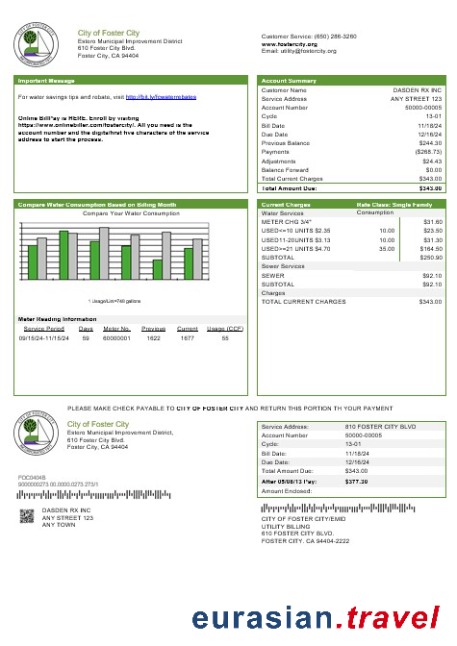 City of Foster City
Estero Municipal Improvement District
610 Foster City Blvd.
Foster City, CA 94404
Customer Service: (650) 286-3260
www.fostercity.org
Email: utility@fostercity.org
Important Message
For water savings tips and rebate, visit http://bit.ly/fcwaterrebates
Online Bill*ay is HERE. Enroll by visiting
https://www.onlinebiller.com/fostercity/. All you need is the
account number and the digits/first five characters of the service
address to start the process.
Account Summary
Customer Name DASDEN RX INC
Service Address ANY STREET 123
Account Number 50000-00005
Cycle 13-01
Bill Date 11/18/24
Due Date 12/16/24
Previous Balance $244.30
Payments ($268.73)
Adjustments $24.43
Balance Forward $0.00
Total Current Charges $343.00
Total Amount Due: $343.00
Compare Water Consumption Based on Billing Month
Compare Your Water Consumption
1 Usage/Unit=748 gallons
Meter Reading Information
Service Period Days Meter No. Previous Current Usage (CCF)
09/15/24-11/15/24 59 60000001 1622 1677 55
Current Charges Rate Class: Single Family
Water Services Consumption
METER CHG 3/4" $31.60
USED<=10 UNITS $2.35 10.00 $23.50
USED11-20UNITS $3.13 10.00 $31.30
USED>=21 UNITS $4.70 35.00 $164.50
SUBTOTAL $250.90
Sewer Services
SEWER $92.10
SUBTOTAL $92.10
Charges
TOTAL CURRENT CHARGES $343.00
PLEASE MAKE CHECK PAYABLE TO CITY OF FOSTER CITY AND RETURN THIS PORTION TH YOUR PAYMENT
City of Foster City
Estero Municipal Improvement District,
610 Foster City Blvd.
Foster City, CA 94404
Service Address: 610 FOSTER CITY BLVD
Account Number 50000-00005
Cycle: 13-01
Bill Date: 11/18/24
Due Date: 12/16/24
Total Amount Due: $343.00
After 05/06/13 P*ay: $377.30
Amount Enclosed:
DASDEN RX INC
ANY STREET 123
ANY TOWN
CITY OF FOSTER CITY/EMID
UTILITY BILLING
610 FOSTER CITY BLVD.
FOSTER CITY, CA 94404-2222
eurasian.travel